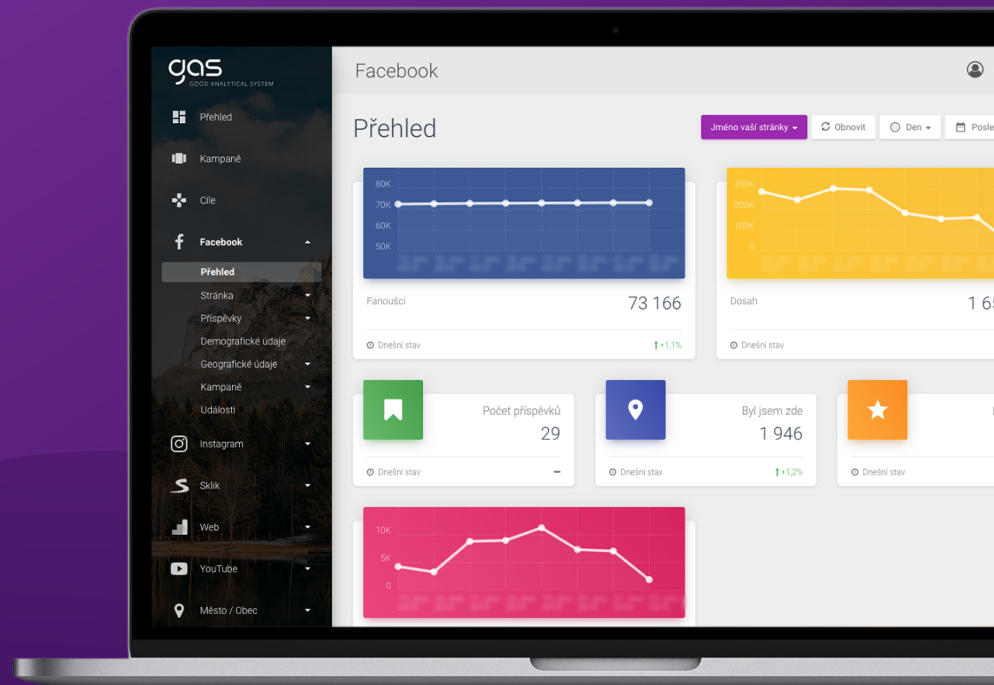 gas
GOOD ANALYTICAL SYSTEM
Přehled
Kampaně
Cíle
Facebook
Přehled
Stránka
Příspěvky
Demografické údaje
Geografické údaje
Kampaně
Události
Instagram
Sklik
Web
YouTube
Město / Obec
Facebook
Přehled
Jméno vaší stránky
Obnovit
Den
80K
70K
60K
50K
Fanoušci
73 166
Dnešní stav
+1,1%
300K
200K
100K
0
Dosah
Dnešní stav
Počet příspěvků
29
Dnešní stav
–
Byl jsem zde
1 946
Dnešní stav
+1,2%
Dnešní stav
10K
5K
0